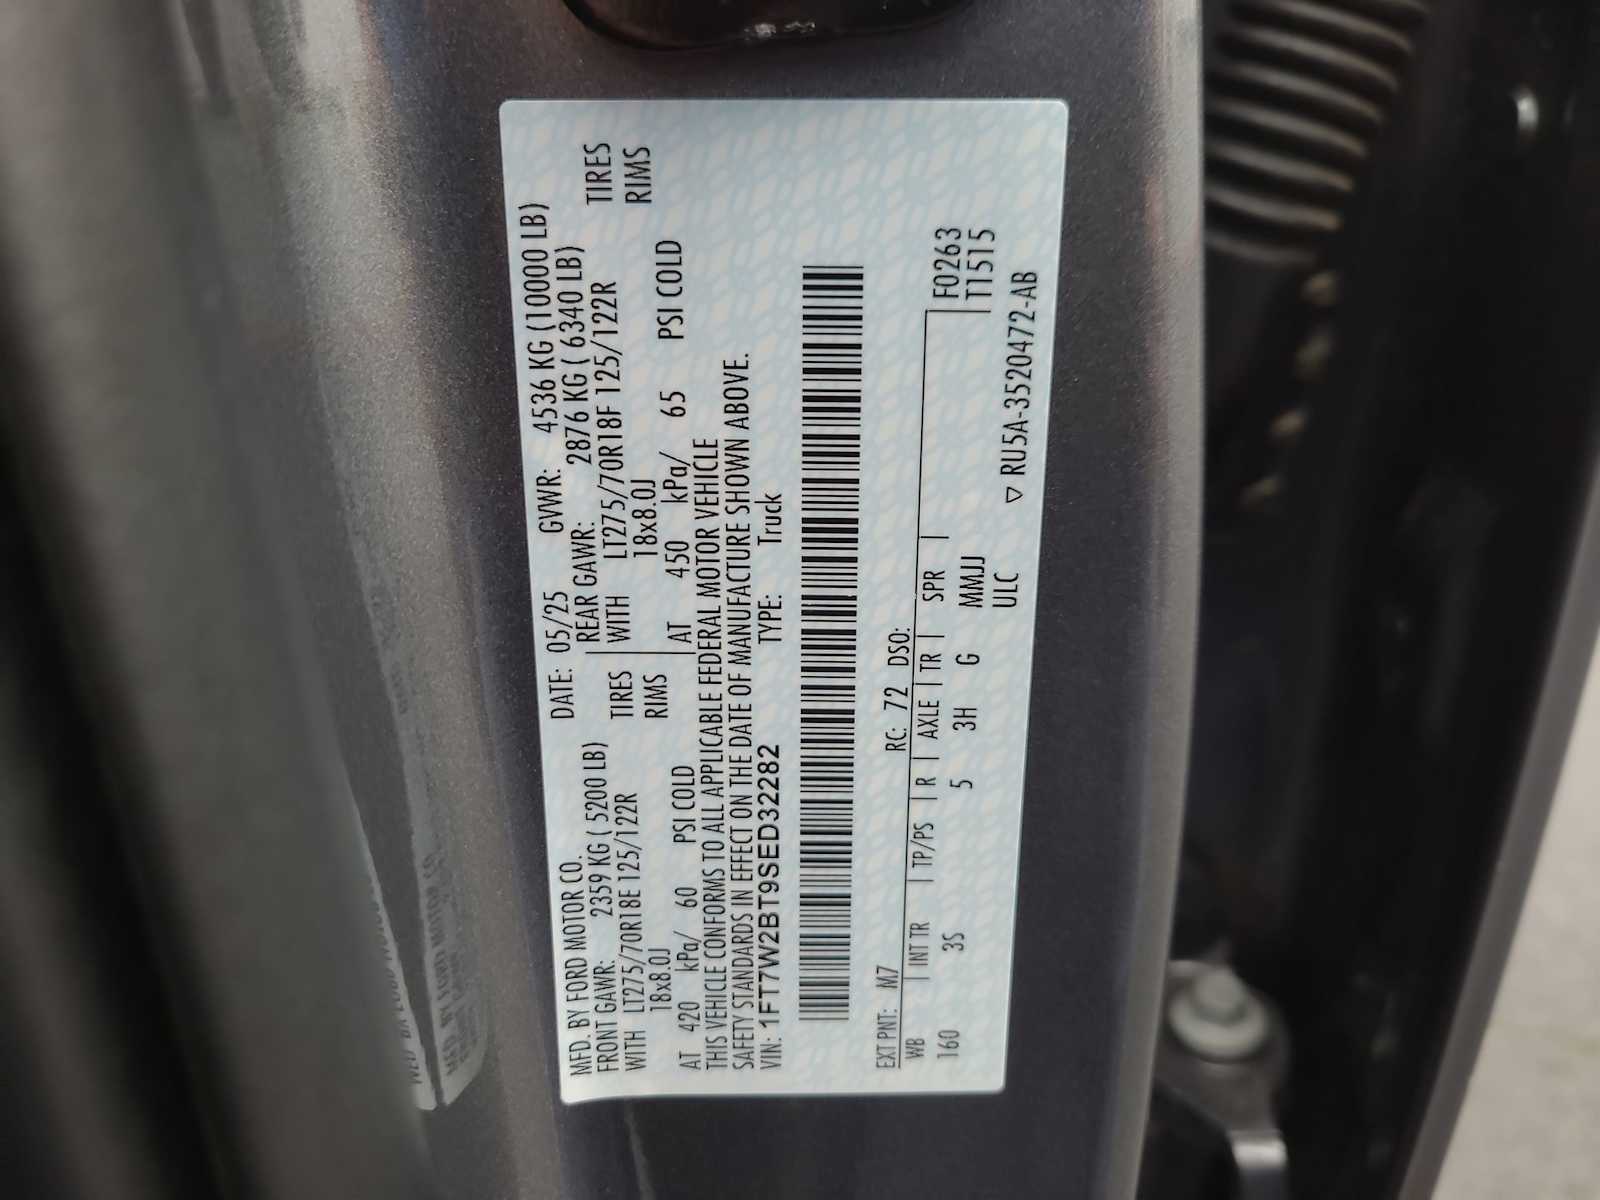 MFD. BY FORD MOTOR CO. DATE: 05/25 GVWR: 4536 KG (10000 LB)
FRONT GAWR: 2359 KG ( 5200 LB) REAR GAWR: 2876 KG ( 6340 LB)
WITH LT275/70R18E 125/122R TIRES WITH LT275/70R18F 125/122R TIRES
18x8.0J RIMS 18x8.0J RIMS
AT 420 kPa/ 60 PSI COLD AT 450 kPa/ 65 PSI COLD
THIS VEHICLE CONFORMS TO ALL APPLICABLE FEDERAL MOTOR VEHICLE
SAFETY STANDARDS IN EFFECT ON THE DATE OF MANUFACTURE SHOWN ABOVE.
VIN: 1FT7W2BT9SED32282 TYPE: Truck
EXT PNT: M7 RC: 72 DSO:
WB | INT TR | TP/PS | R | AXLE | TR | SPR | F0263
160 3S 5 3H G MMJJ T1515
ULC
▽ RU5A-3520472-AB